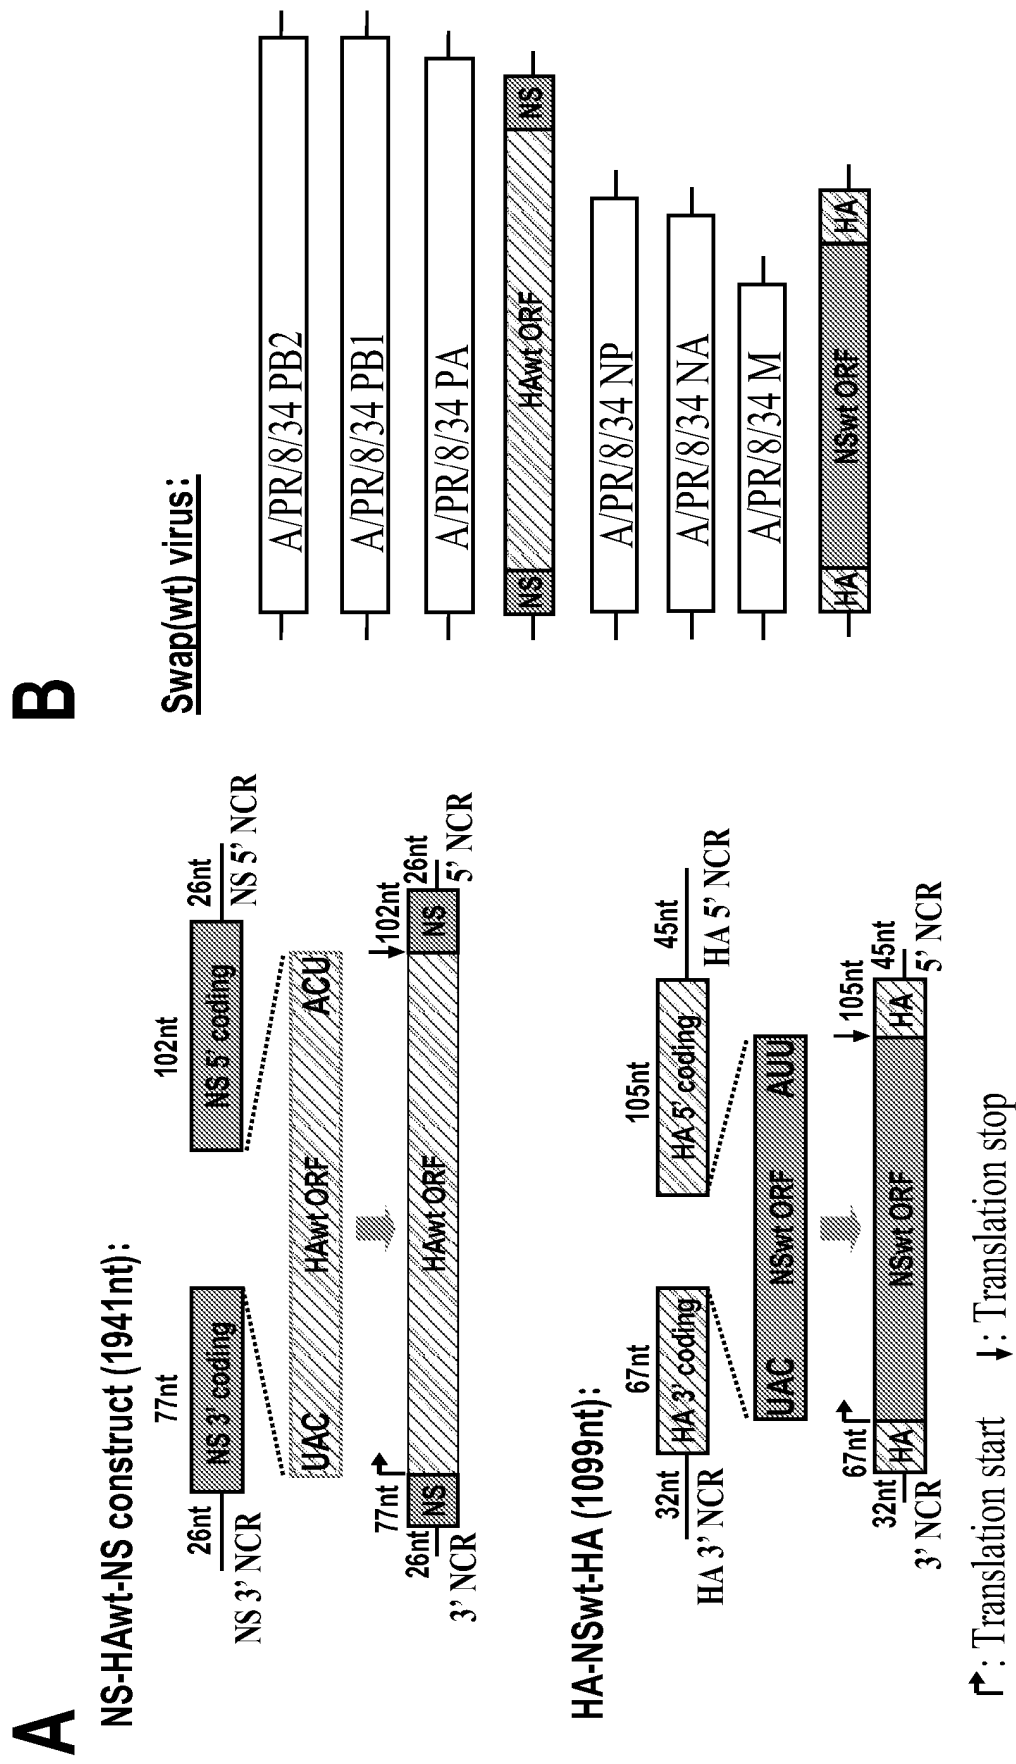 A
NS-HAwt-NS construct (1941nt):
77nt
102nt
26nt
NS 3’ coding
NS 5’ coding
26nt
NS 3’ NCR
NS 5’ NCR
UAC
HAwt ORF
ACU
77nt
102nt
26nt
NS
HAwt ORF
NS
26nt
3’ NCR
5’ NCR
HA-NSwt-HA (1099nt):
67nt
105nt
32nt
HA 3’ coding
HA 5’ coding
45nt
HA 3’ NCR
HA 5’ NCR
UAC
NSwt ORF
AUU
67nt
105nt
32nt
HA
NSwt ORF
HA
45nt
3’ NCR
5’ NCR
: Translation start
: Translation stop
B
Swap(wt) virus:
A/PR/8/34 PB2
A/PR/8/34 PB1
A/PR/8/34 PA
NS
HAwt ORF
NS
A/PR/8/34 NP
A/PR/8/34 NA
A/PR/8/34 M
HA
NSwt ORF
HA